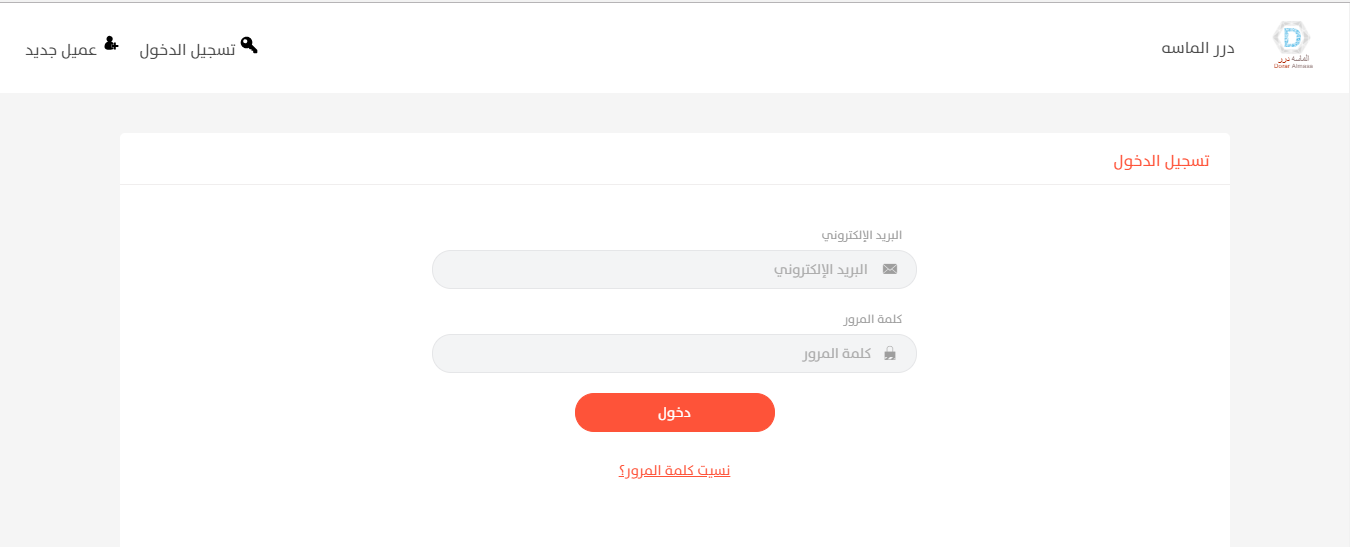 درر الماسه
تسجيل الدخول
عميل جديد
D
الماسة درر
Dorar Almasa
تسجيل الدخول
البريد الإلكتروني
البريد الإلكتروني
كلمة المرور
كلمة المرور
دخول
نسيت كلمة المرور؟